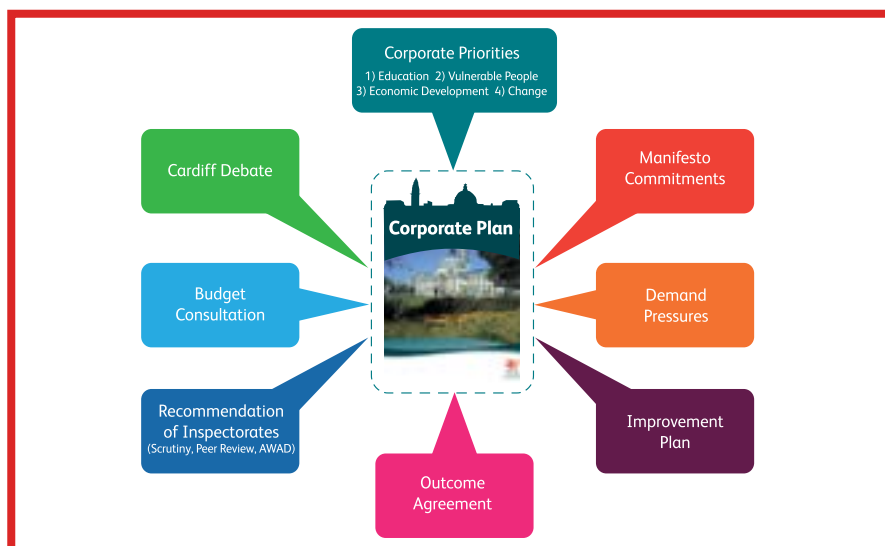 Corporate Priorities
1) Education 2) Vulnerable People
3) Economic Development 4) Change
Cardiff Debate
Manifesto
Commitments
Corporate Plan
Budget
Consultation
Demand
Pressures
Recommendation
of Inspectorates
(Scrutiny, Peer Review, AWAD)
Improvement
Plan
Outcome
Agreement